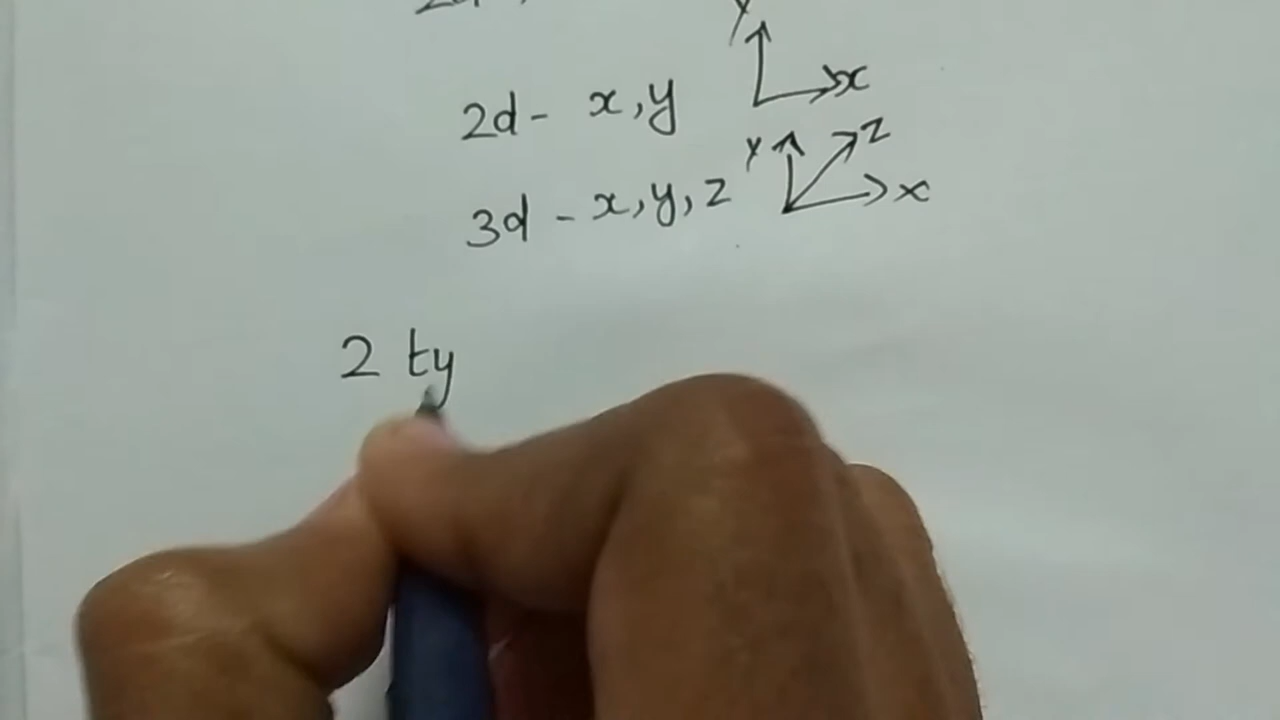 2d - x, y
y
x
3d - x, y, z
y
z
x
2 ty